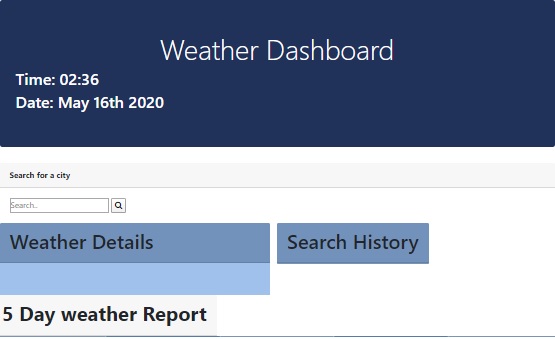 Weather Dashboard
Time: 02:36
Date: May 16th 2020
Search for a city
Search..
Weather Details
Search History
5 Day weather Report